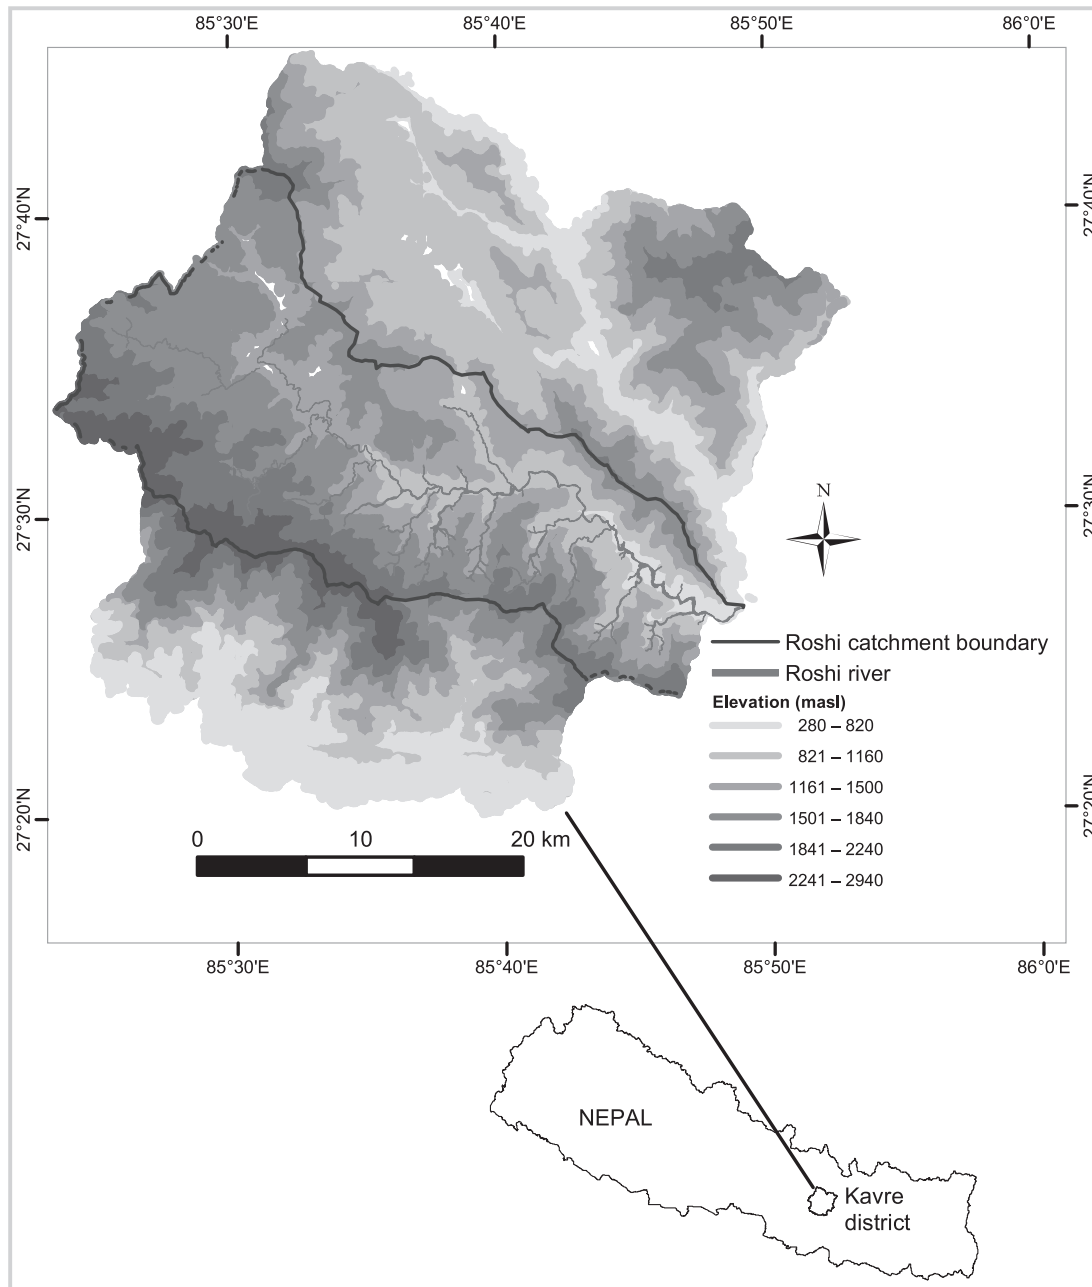 85°30'E 85°40'E 85°50'E 86°0'E
27°40'N 27°40'N
27°30'N 27°30'N
N
Roshi catchment boundary
Roshi river
Elevation (masl)
280 – 820
821 – 1160
1161 – 1500
1501 – 1840
1841 – 2240
2241 – 2940
27°20'N 27°20'N
0 10 20 km
85°30'E 85°40'E 85°50'E 86°0'E
NEPAL
Kavre
district